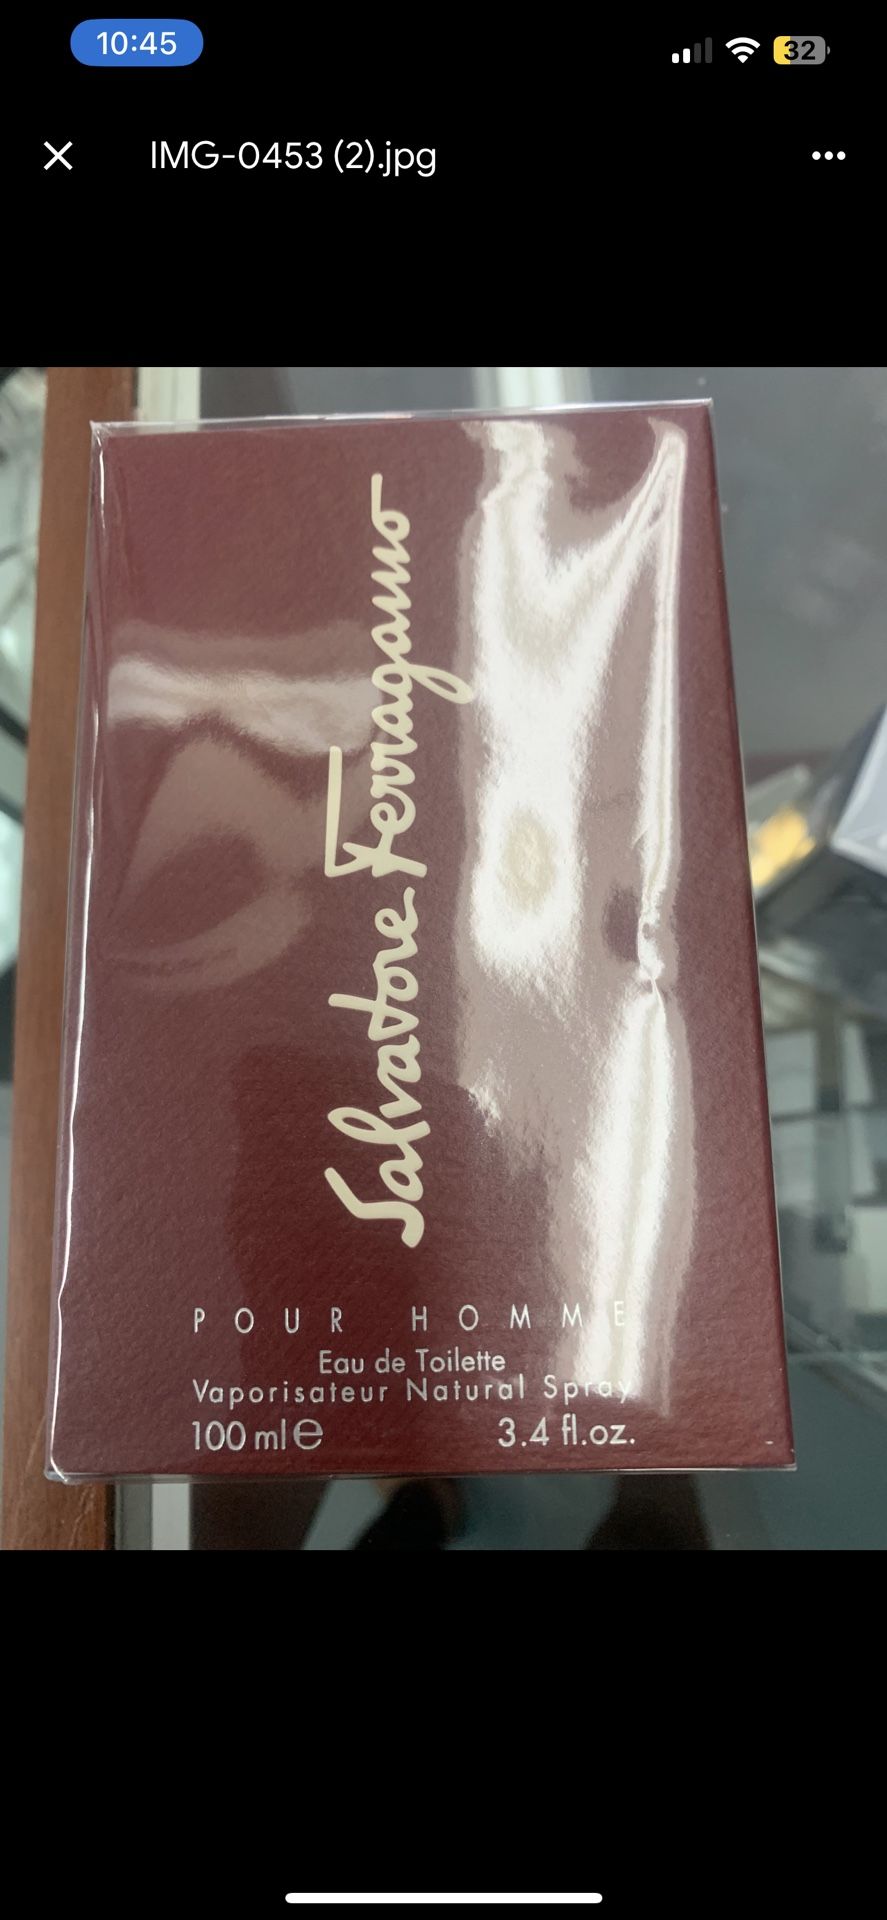 10:45
32
IMG-0453 (2).jpg
Salvatore Ferragamo
POUR HOMME
Eau de Toilette
Vaporisateur Natural Spray
100 ml e 3.4 fl.oz.